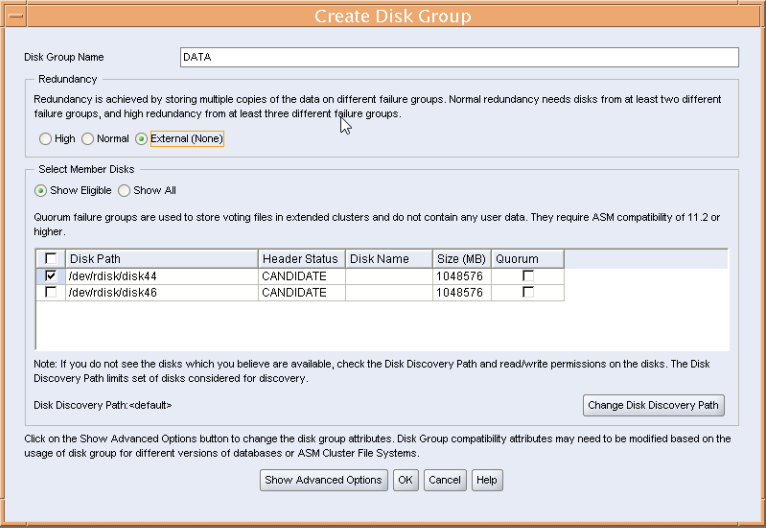 Create Disk Group
Disk Group Name DATA
Redundancy
Redundancy is achieved by storing multiple copies of the data on different failure groups. Normal redundancy needs disks from at least two different
failure groups, and high redundancy from at least three different failure groups.
High Normal External (None)
Select Member Disks
Show Eligible Show All
Quorum failure groups are used to store voting files in extended clusters and do not contain any user data. They require ASM compatibility of 11.2 or
higher.
Disk Path Header Status Disk Name Size (MB) Quorum
/dev/rdisk/disk44 CANDIDATE 1048576
/dev/rdisk/disk46 CANDIDATE 1048576
Note: If you do not see the disks which you believe are available, check the Disk Discovery Path and read/write permissions on the disks. The Disk
Discovery Path limits set of disks considered for discovery.
Disk Discovery Path:<default> Change Disk Discovery Path
Click on the Show Advanced Options button to change the disk group attributes. Disk Group compatibility attributes may need to be modified based on the
usage of disk group for different versions of databases or ASM Cluster File Systems.
Show Advanced Options OK Cancel Help